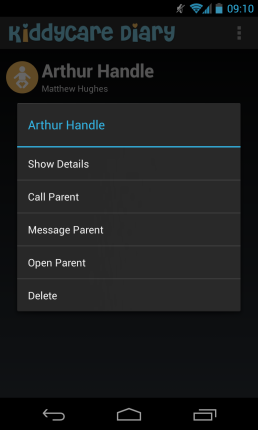 09:10
Kiddycare Diary
Arthur Handle
Matthew Hughes
Arthur Handle
Show Details
Call Parent
Message Parent
Open Parent
Delete